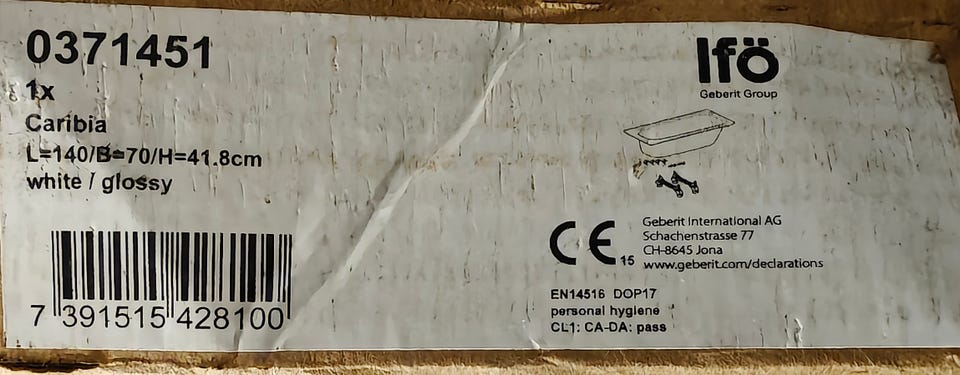 0371451
1x
Caribia
L=140/B=70/H=41.8cm
white / glossy
7 391515 428100
Ifö
Geberit Group
CE 15
Geberit International AG
Schachenstrasse 77
CH-8645 Jona
www.geberit.com/declarations
EN14516 DOP17
personal hygiene
CL1: CA-DA: pass